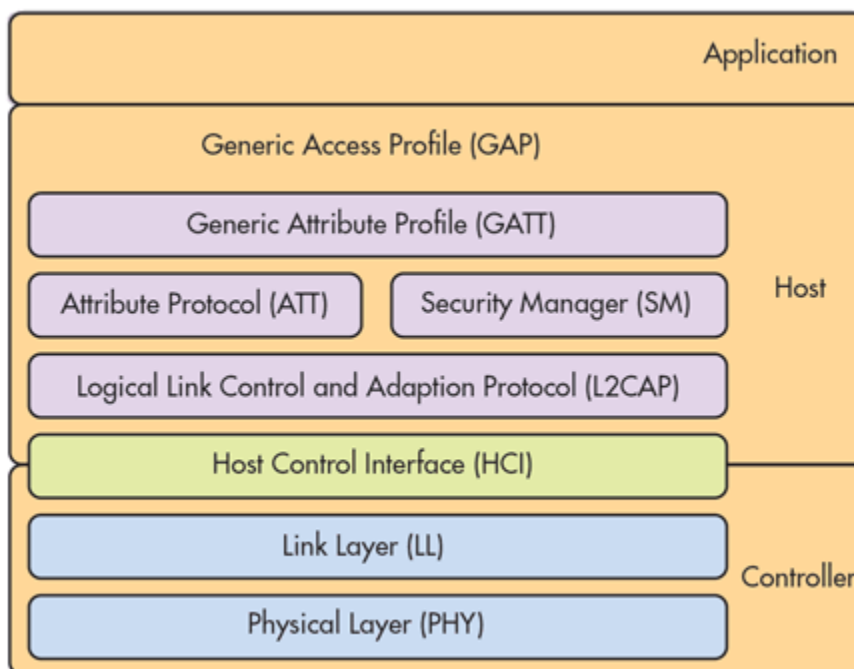 Application
Generic Access Profile (GAP)
Generic Attribute Profile (GATT)
Host
Attribute Protocol (ATT)
Security Manager (SM)
Logical Link Control and Adaption Protocol (L2CAP)
Host Control Interface (HCI)
Link Layer (LL)
Controller
Physical Layer (PHY)